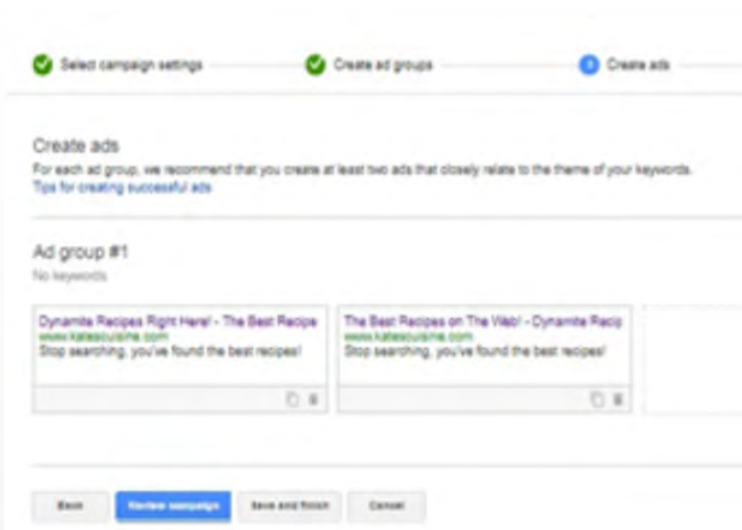 Select campaign settings
Create ad groups
Create ads
Create ads
For each ad group, we recommend that you create at least two ads that closely relate to the theme of your keywords.
Tips for creating successful ads
Ad group #1
No keywords
Dynamite Recipes Right Here! - The Best Recipe
www.katescuisine.com
Stop searching, you've found the best recipes!
The Best Recipes on The Web! - Dynamite Recip
www.katescuisine.com
Stop searching, you've found the best recipes!
Back
Review campaign
Save and finish
Cancel